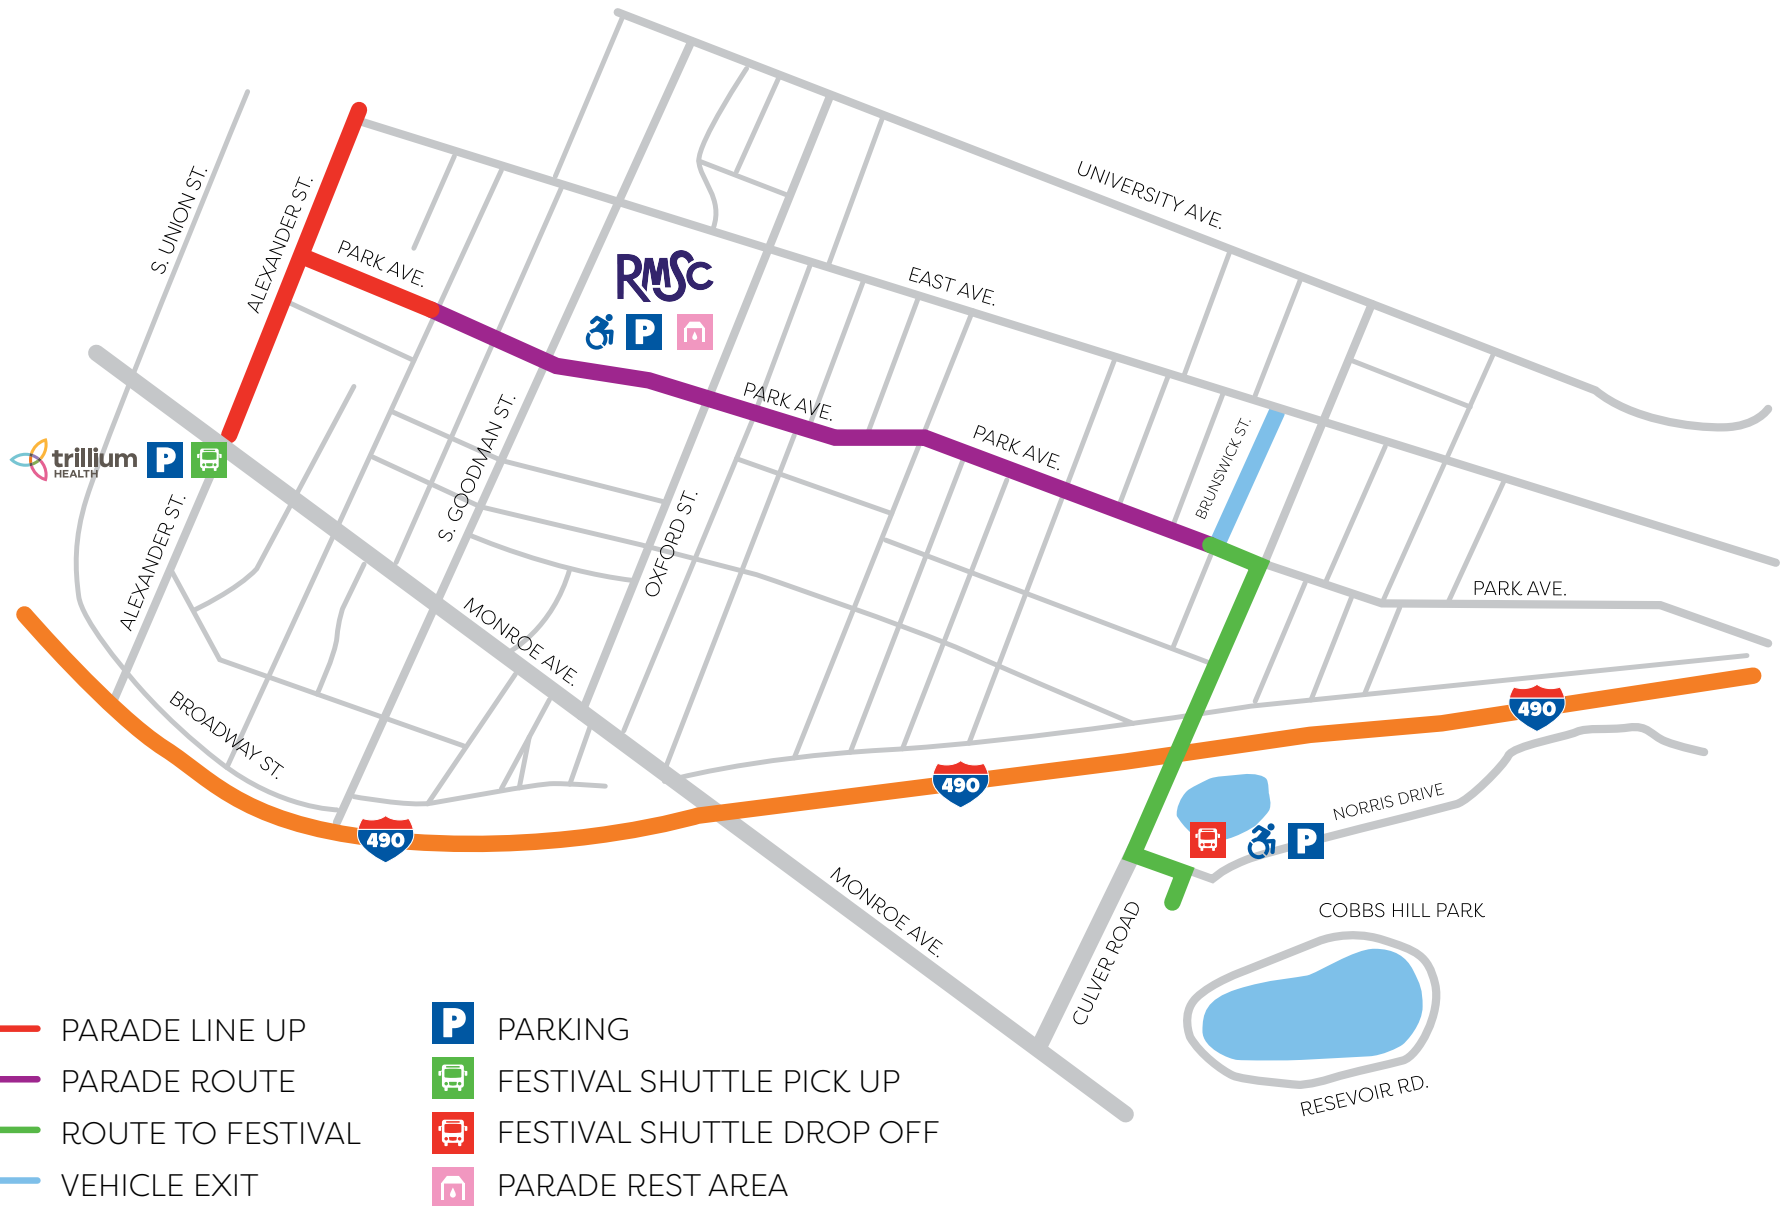 UNIVERSITY AVE.
S. UNION ST.
ALEXANDER ST.
PARK AVE.
RMSC
EAST AVE.
P
PARK AVE.
PARK AVE.
BRUNSWICK ST.
S. GOODMAN ST.
trillium
HEALTH
P
OXFORD ST.
ALEXANDER ST.
PARK AVE.
MONROE AVE.
BROADWAY ST.
490
490
490
NORRIS DRIVE
P
MONROE AVE.
CULVER ROAD
COBBS HILL PARK
RESEVOIR RD.
PARADE LINE UP
PARADE ROUTE
ROUTE TO FESTIVAL
VEHICLE EXIT
P PARKING
FESTIVAL SHUTTLE PICK UP
FESTIVAL SHUTTLE DROP OFF
PARADE REST AREA